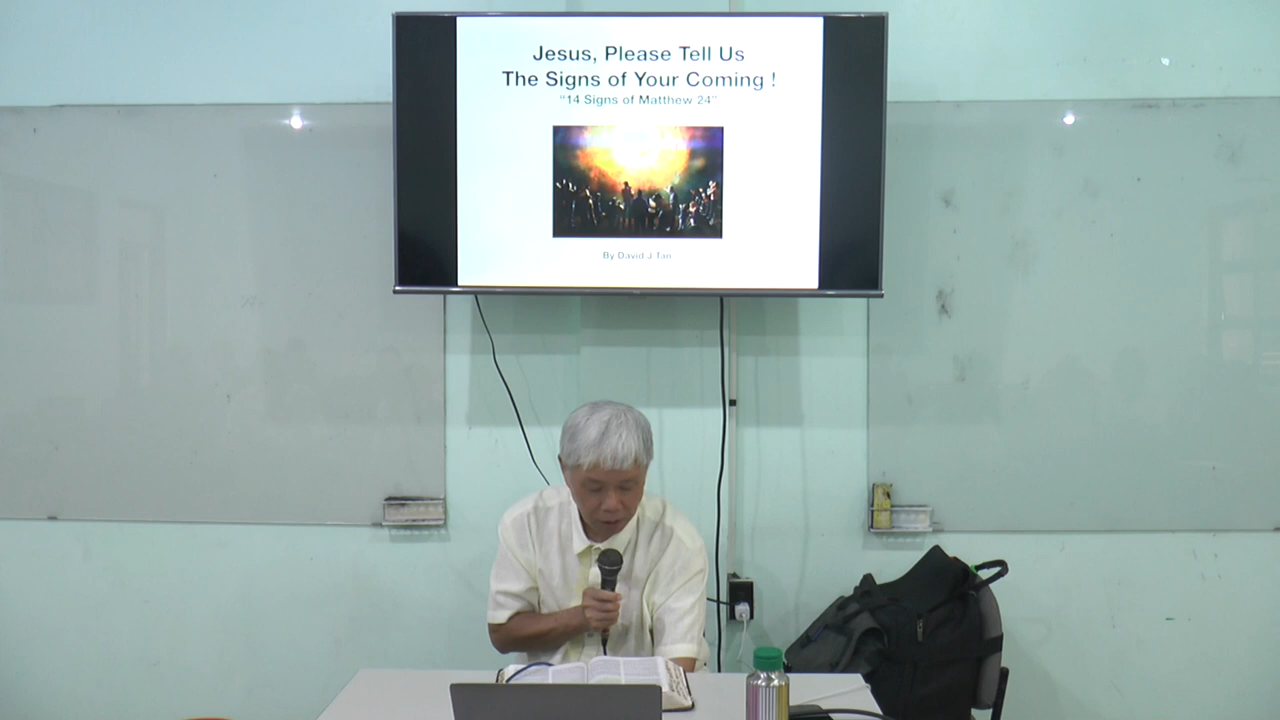 Jesus, Please Tell Us
The Signs of Your Coming !
"14 Signs of Matthew 24"
By David J.Tan